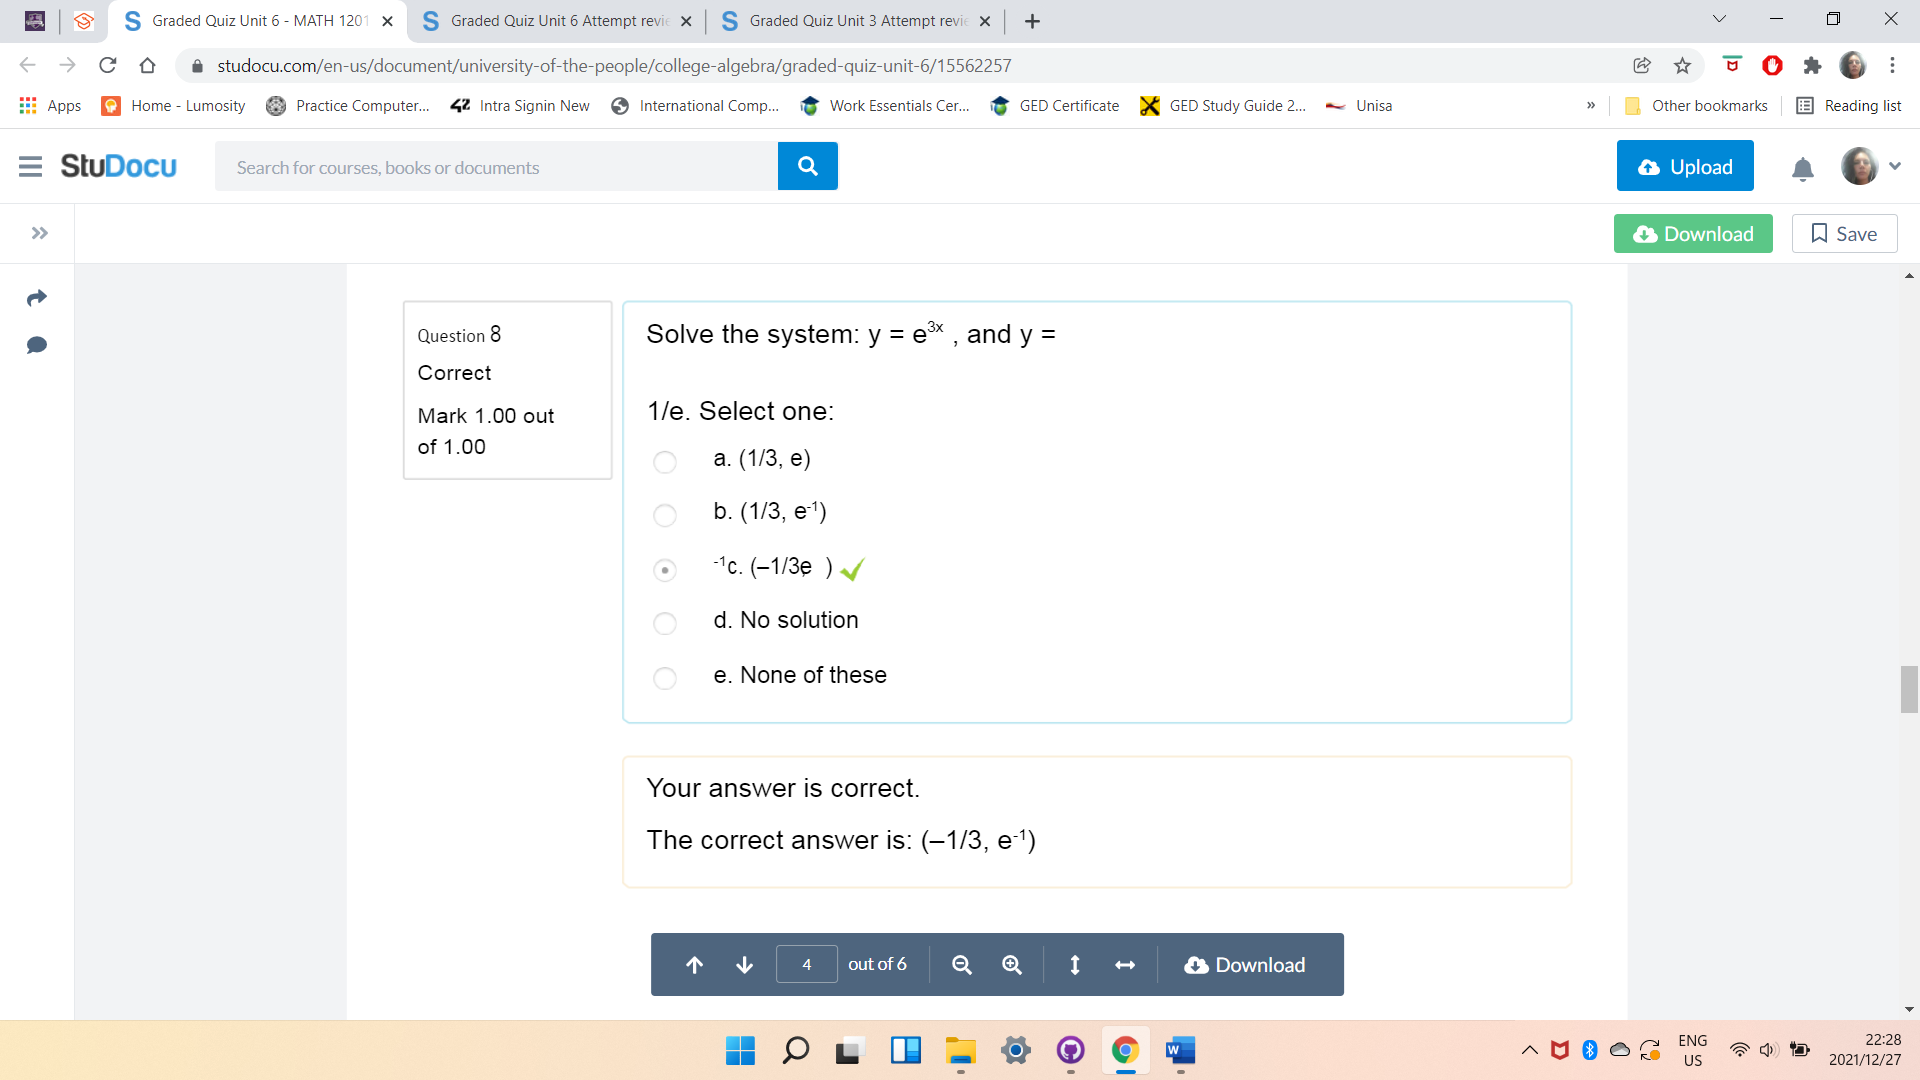 Graded Quiz Unit 6 - MATH 1201
Graded Quiz Unit 6 Attempt revie
Graded Quiz Unit 3 Attempt revie
studocu.com/en-us/document/university-of-the-people/college-algebra/graded-quiz-unit-6/15562257
Apps Home - Lumosity Practice Computer... Intra Signin New International Comp... Work Essentials Cer... GED Certificate GED Study Guide 2... Unisa » Other bookmarks Reading list
StuDocu Search for courses, books or documents Upload
Download Save
Question 8
Correct
Mark 1.00 out
of 1.00
Solve the system: y = e³ˣ , and y =
1/e. Select one:
a. (1/3, e)
b. (1/3, e⁻¹)
⁻¹c. (–1/3, e )
d. No solution
e. None of these
Your answer is correct.
The correct answer is: (–1/3, e⁻¹)
4 out of 6 Download
ENG
US
22:28
2021/12/27